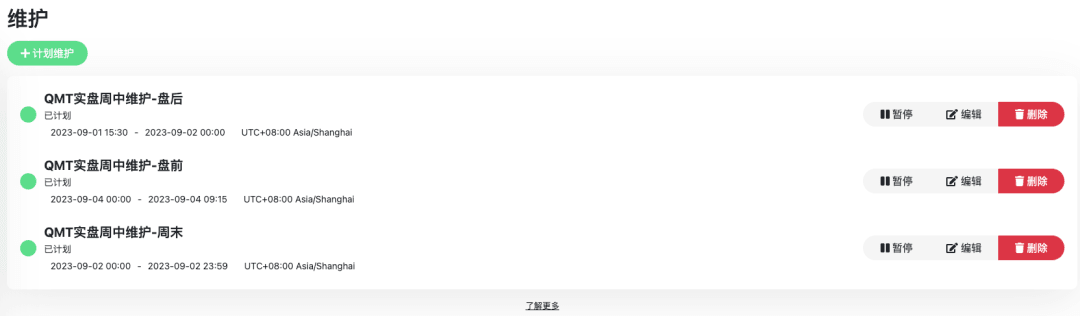 维护
计划维护
QMT实盘周中维护-盘后
已计划
2023-09-01 15:30 - 2023-09-02 00:00 UTC+08:00 Asia/Shanghai
暂停 编辑 删除
QMT实盘周中维护-盘前
已计划
2023-09-04 00:00 - 2023-09-04 09:15 UTC+08:00 Asia/Shanghai
暂停 编辑 删除
QMT实盘周中维护-周末
已计划
2023-09-02 00:00 - 2023-09-02 23:59 UTC+08:00 Asia/Shanghai
暂停 编辑 删除
了解更多